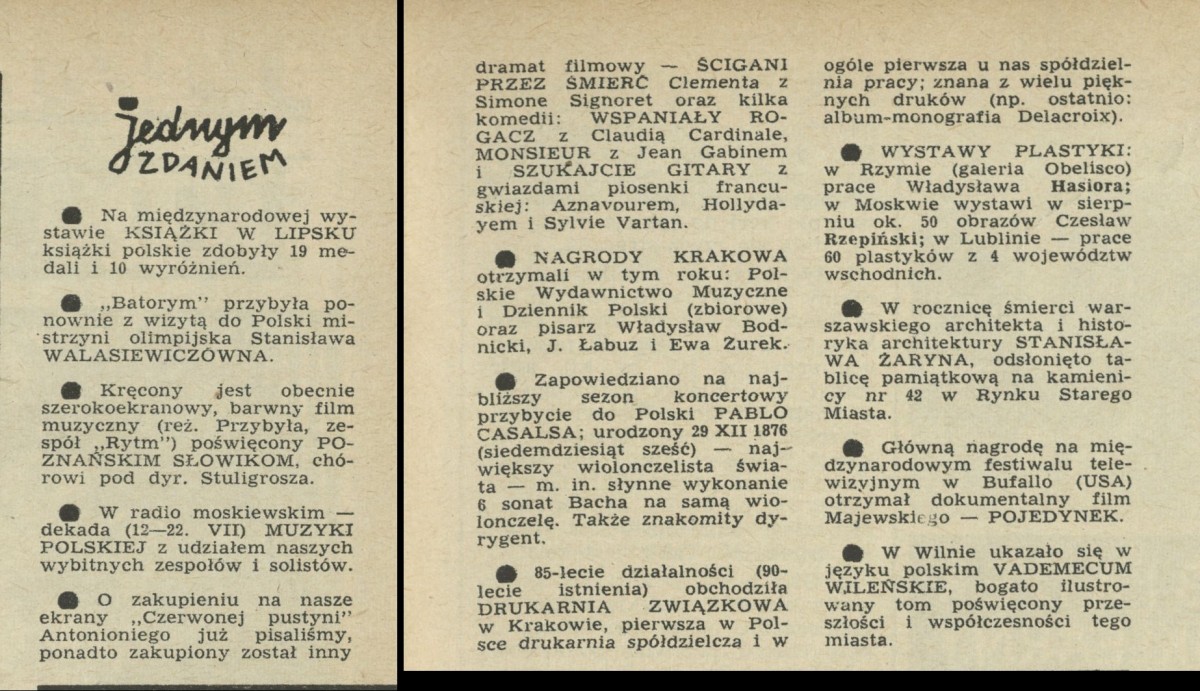 jednym
ZDANIEM
● Na międzynarodowej wy-
stawie KSIĄŻKI W LIPSKU
książki polskie zdobyły 19 me-
dali i 10 wyróżnień.
● „Batorym” przybyła po-
nownie z wizytą do Polski mi-
strzyni olimpijska Stanisława
WALASIEWICZÓWNA.
● Kręcony jest obecnie
szerokoekranowy, barwny film
muzyczny (reż. Przybyła, ze-
spół „Rytm”) poświęcony PO-
ZNAŃSKIM SŁOWIKOM, chó-
rowi pod dyr. Stuligrosza.
● W radio moskiewskim —
dekada (12—22. VII) MUZYKI
POLSKIEJ z udziałem naszych
wybitnych zespołów i solistów.
● O zakupieniu na nasze
ekrany „Czerwonej pustyni”
Antonioniego już pisaliśmy,
ponadto zakupiony został inny
dramat filmowy — ŚCIGANI
PRZEZ ŚMIERĆ Clementa z
Simone Signoret oraz kilka
komedii: WSPANIAŁY RO-
GACZ z Claudią Cardinale,
MONSIEUR z Jean Gabinem
i SZUKAJCIE GITARY z
gwiazdami piosenki francu-
skiej: Aznavourem, Hollyda-
yem i Sylvie Vartan.
● NAGRODY KRAKOWA
otrzymali w tym roku: Pol-
skie Wydawnictwo Muzyczne
i Dziennik Polski (zbiorowe)
oraz pisarz Władysław Bod-
nicki, J. Łabuz i Ewa Żurek.
● Zapowiedziano na naj-
bliższy sezon koncertowy
przybycie do Polski PABLO
CASALSA; urodzony 29 XII 1876
(siedemdziesiąt sześć) — naj-
większy wiolonczelista świa-
ta — m. in. słynne wykonanie
6 sonat Bacha na samą wio-
lonczelę. Także znakomity dy-
rygent.
● 85-lecie działalności (90-
lecie istnienia) obchodziła
DRUKARNIA ZWIĄZKOWA
w Krakowie, pierwsza w Pol-
sce drukarnia spółdzielcza i w
ogóle pierwsza u nas spółdziel-
nia pracy; znana z wielu pięk-
nych druków (np. ostatnio:
album-monografia Delacroix).
● WYSTAWY PLASTYKI:
w Rzymie (galeria Obelisco)
prace Władysława Hasiora;
w Moskwie wystawi w sierp-
niu ok. 50 obrazów Czesław
Rzepiński; w Lublinie — prace
60 plastyków z 4 województw
wschodnich.
● W rocznicę śmierci war-
szawskiego architekta i histo-
ryka architektury STANISŁA-
WA ŻARYNA, odsłonięto ta-
blicę pamiątkową na kamieni-
cy nr 42 w Rynku Starego
Miasta.
● Główną nagrodę na mię-
dzynarodowym festiwalu tele-
wizyjnym w Bufallo (USA)
otrzymał dokumentalny film
Majewskiego — POJEDYNEK.
● W Wilnie ukazało się w
języku polskim VADEMECUM
WILEŃSKIE, bogato ilustro-
wany tom poświęcony prze-
szłości i współczesności tego
miasta.